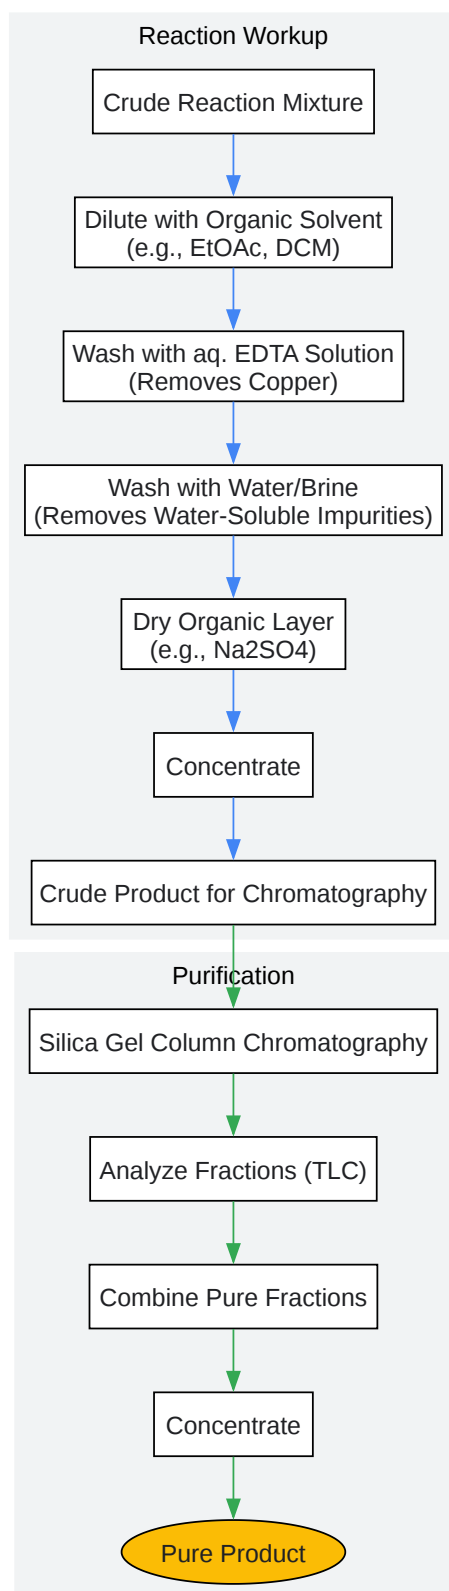 Reaction Workup
Crude Reaction Mixture
Dilute with Organic Solvent
(e.g., EtOAc, DCM)
Wash with aq. EDTA Solution
(Removes Copper)
Wash with Water/Brine
(Removes Water-Soluble Impurities)
Dry Organic Layer
(e.g., Na2SO4)
Concentrate
Crude Product for Chromatography
Purification
Silica Gel Column Chromatography
Analyze Fractions (TLC)
Combine Pure Fractions
Concentrate
Pure Product